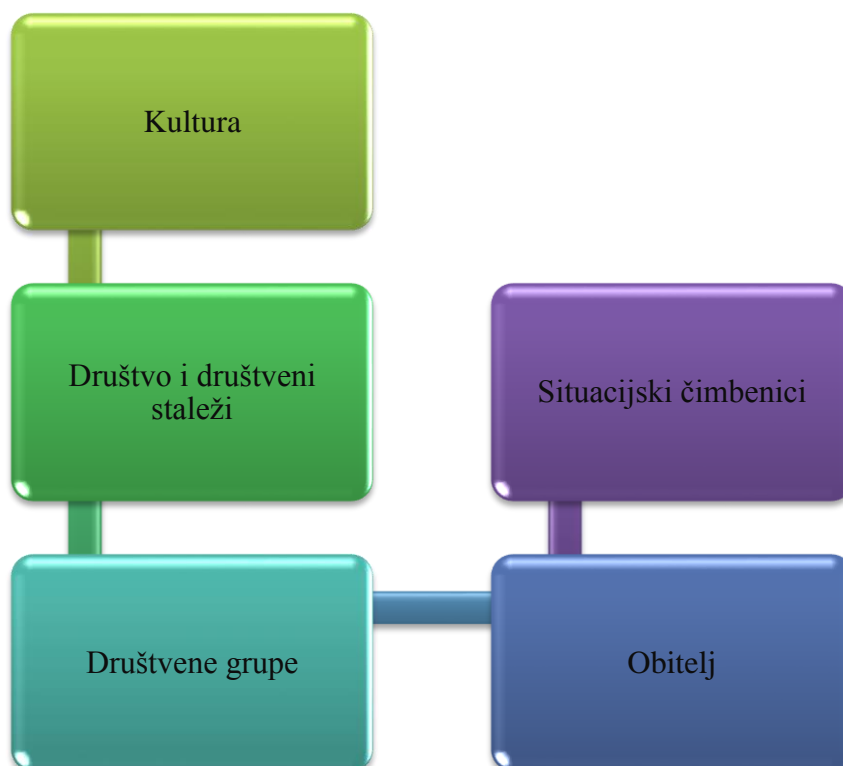 Kultura
Društvo i društveni
staleži
Situacijski čimbenici
Društvene grupe
Obitelj